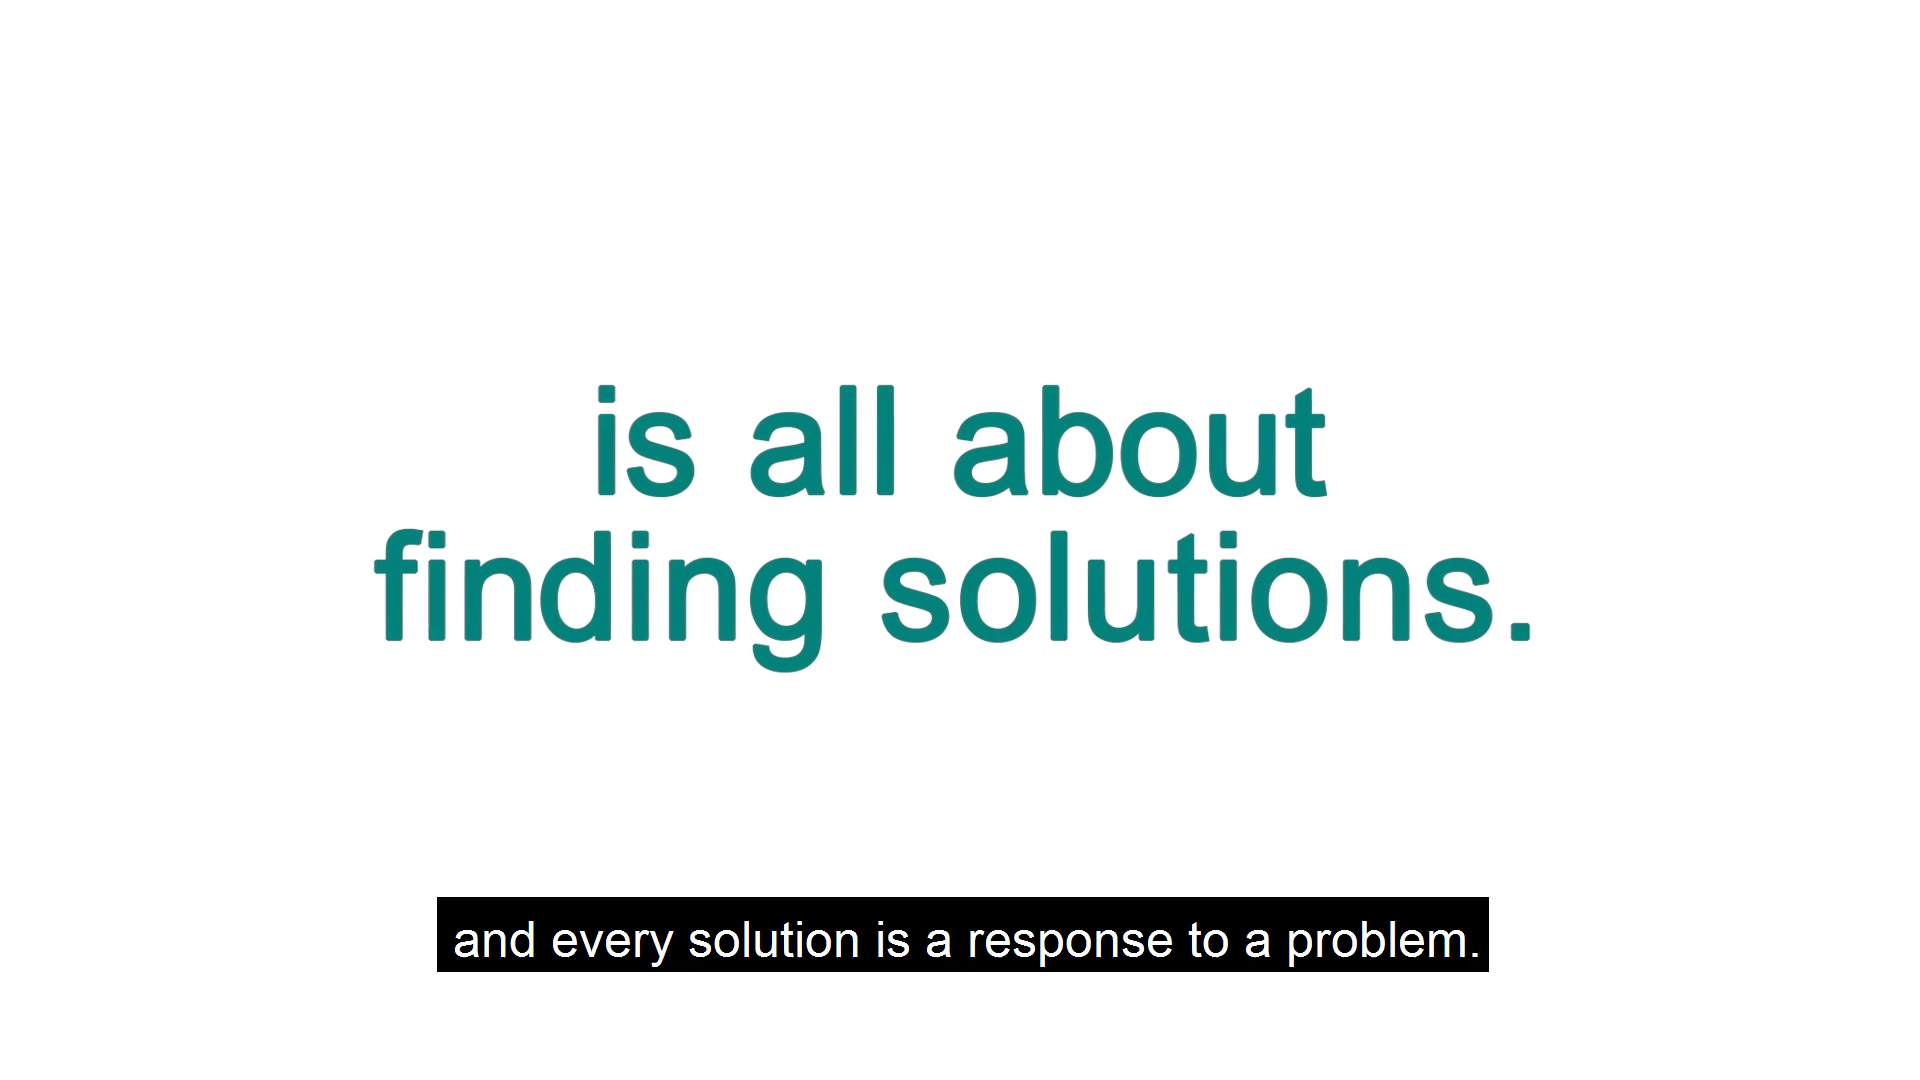 is all about
finding solutions.
and every solution is a response to a problem.